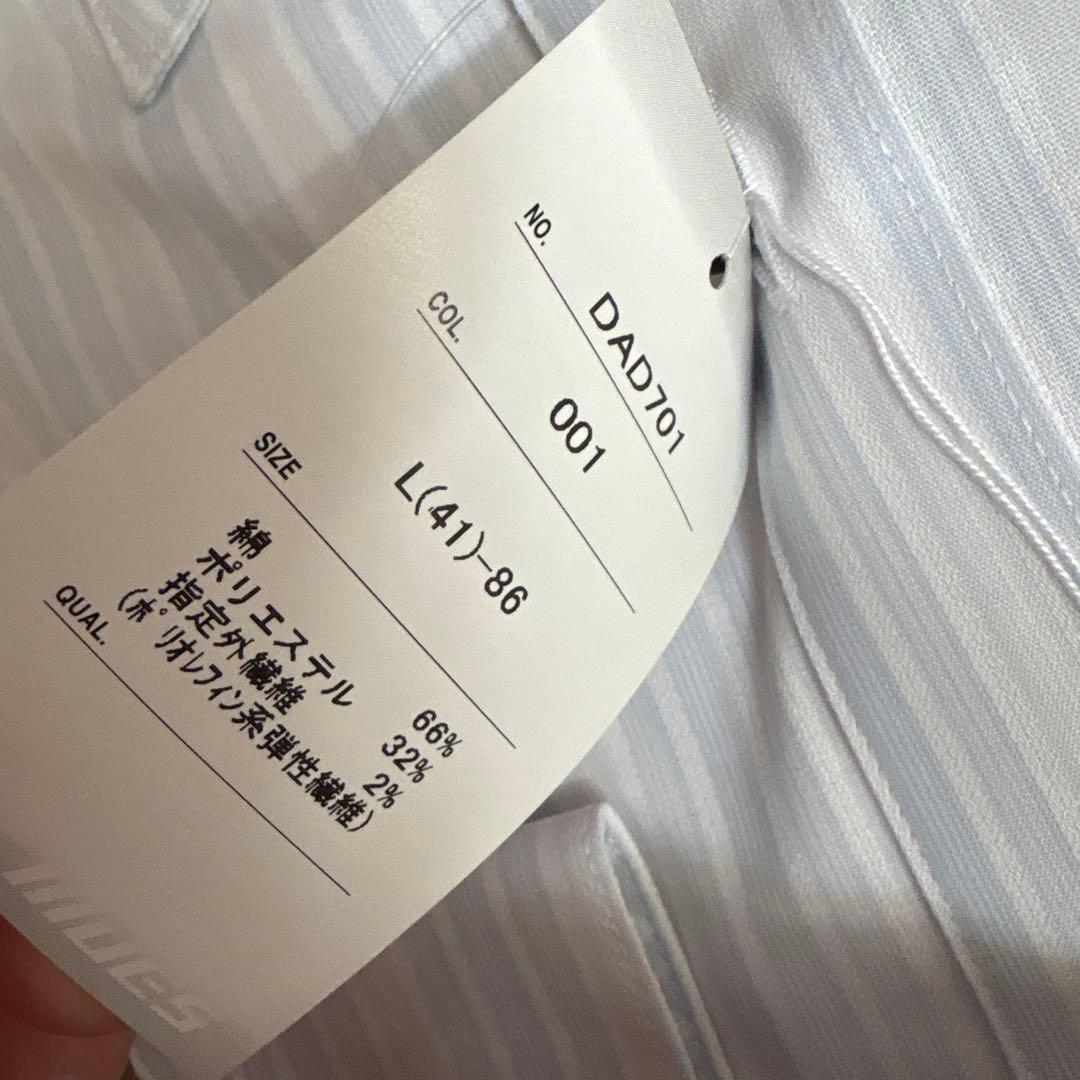 NO.
DAD701
COL.
001
SIZE
L(41)-86
綿 66%
ポリエステル 32%
指定外繊維 2%
(ポリオレフィン系弾性繊維)
QUAL.